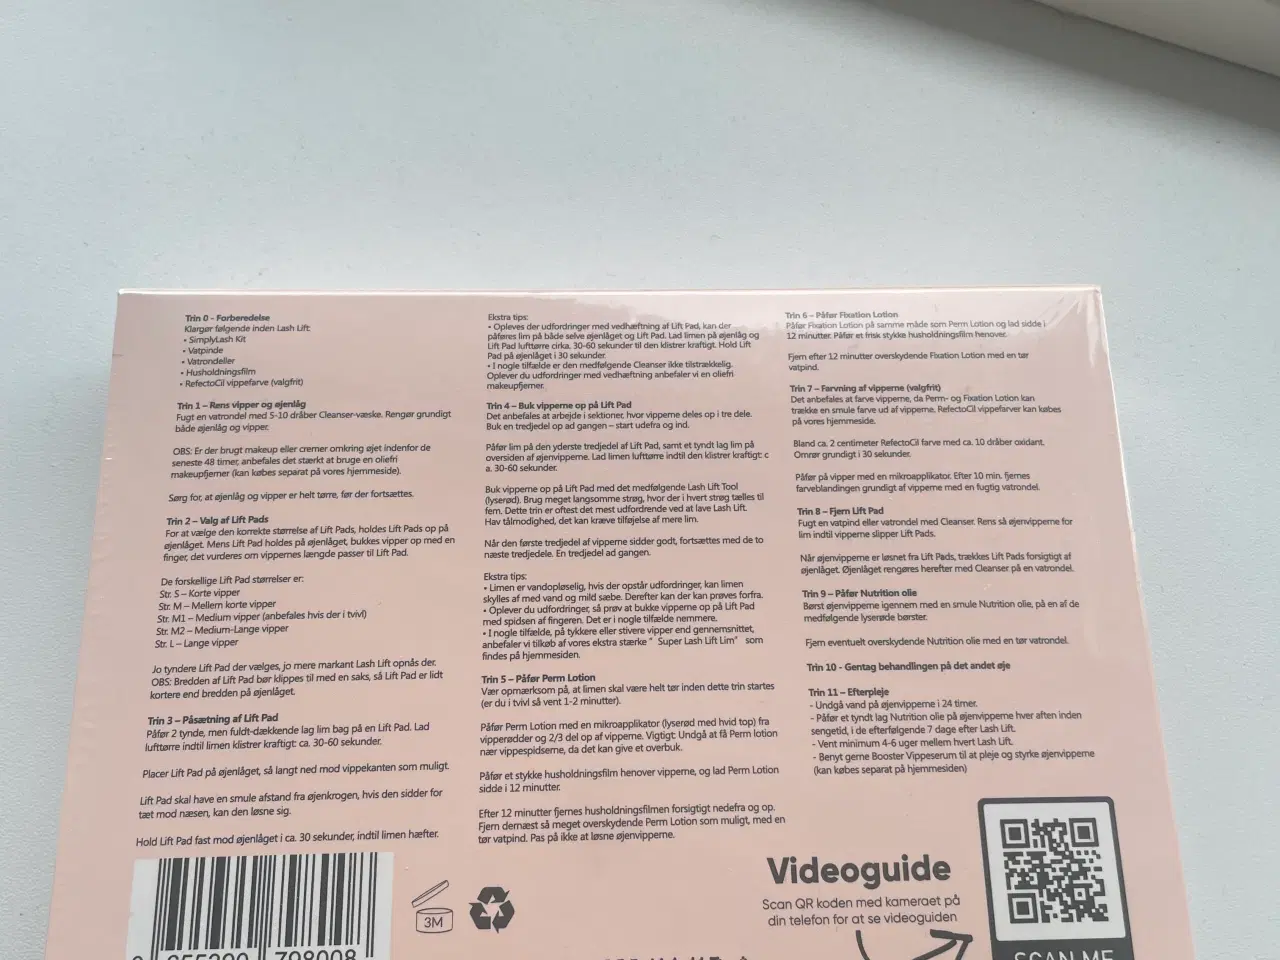 Trin 0 - Forberedelse
Klargør følgende inden Lash Lift:
• SimplyLash Kit
• Vatpinde
• Vatrondeller
• Husholdningsfilm
• RefectoCil vippefarve (valgfrit)
Trin 1 – Rens vipper og øjenlåg
Fugt en vatrondel med 5-10 dråber Cleanser-væske. Rengør grundigt
både øjenlåg og vipper.
OBS: Er der brugt makeup eller cremer omkring øjet indenfor de
seneste 48 timer, anbefales det stærkt at bruge en oliefri
makeupfjerner (kan købes separat på vores hjemmeside).
Sørg for, at øjenlåg og vipper er helt tørre, før der fortsættes.
Trin 2 – Valg af Lift Pads
For at vælge den korrekte størrelse af Lift Pads, holdes Lift Pads op på
øjenlåget. Mens Lift Pad holdes på øjenlåget, bukkes vipper op med en
finger, det vurderes om vippernes længde passer til Lift Pad.
De forskellige Lift Pad størrelser er:
Str. S – Korte vipper
Str. M – Mellem korte vipper
Str. M1 – Medium vipper (anbefales hvis der i tvivl)
Str. M2 – Medium-Lange vipper
Str. L – Lange vipper
Jo tyndere Lift Pad der vælges, jo mere markant Lash Lift opnås der.
OBS: Bredden af Lift Pad bør klippes til med en saks, så Lift Pad er lidt
kortere end bredden på øjenlåget.
Trin 3 – Påsætning af Lift Pad
Påfør 2 tynde, men fuldt-dækkende lag lim bag på en Lift Pad. Lad
lufttørre indtil limen klistrer kraftigt: ca. 30-60 sekunder.
Placer Lift Pad på øjenlåget, så langt ned mod vippekanten som muligt.
Lift Pad skal have en smule afstand fra øjenkrogen, hvis den sidder for
tæt mod næsen, kan den løsne sig.
Hold Lift Pad fast mod øjenlåget i ca. 30 sekunder, indtil limen hæfter.
Ekstra tips:
• Opleves der udfordringer med vedhæftning af Lift Pad, kan der
påføres lim på både selve øjenlåget og Lift Pad. Lad limen på øjenlåg og
Lift Pad lufttørre cirka. 30-60 sekunder til den klistrer kraftigt. Hold Lift
Pad på øjenlåget i 30 sekunder.
• I nogle tilfælde er den medfølgende Cleanser ikke tilstrækkelig.
Oplever du udfordringer med vedhæftning anbefaler vi en oliefri
makeupfjerner.
Trin 4 – Buk vipperne op på Lift Pad
Det anbefales at arbejde i sektioner, hvor vipperne deles op i tre dele.
Buk en tredjedel op ad gangen – start udefra og ind.
Påfør lim på den yderste tredjedel af Lift Pad, samt et tyndt lag lim på
oversiden af øjenvipperne. Lad limen lufttørre indtil den klistrer kraftigt: c
a. 30-60 sekunder.
Buk vipperne op på Lift Pad med det medfølgende Lash Lift Tool
(lyserød). Brug meget langsomme strøg, hvor der i hvert strøg tælles til
fem. Dette trin er oftest det mest udfordrende ved at lave Lash Lift.
Hav tålmodighed, det kan kræve tilføjelse af mere lim.
Når den første tredjedel af vipperne sidder godt, fortsættes med de to
næste tredjedele. En tredjedel ad gangen.
Ekstra tips:
• Limen er vandopløselig, hvis der opstår udfordringer, kan limen
skylles af med vand og mild sæbe. Derefter kan der kan prøves forfra.
• Oplever du udfordringer, så prøv at bukke vipperne op på Lift Pad
med spidsen af fingeren. Det er i nogle tilfælde nemmere.
• I nogle tilfælde, på tykkere eller stivere vipper end gennemsnittet,
anbefaler vi tilkøb af vores ekstra stærke " Super Lash Lift Lim" som
findes på hjemmesiden.
Trin 5 – Påfør Perm Lotion
Vær opmærksom på, at limen skal være helt tør inden dette trin startes
(er du i tvivl så vent 1-2 minutter).
Påfør Perm Lotion med en mikroapplikator (lyserød med hvid top) fra
vipperødder og 2/3 del op af vipperne. Vigtigt: Undgå at få Perm lotion
nær vippespidserne, da det kan give et overbuk.
Påfør et stykke husholdningsfilm henover vipperne, og lad Perm Lotion
sidde i 12 minutter.
Efter 12 minutter fjernes husholdningsfilmen forsigtigt nedefra og op.
Fjern dernæst så meget overskydende Perm Lotion som muligt, med en
tør vatpind. Pas på ikke at løsne øjenvipperne.
Trin 6 – Påfør Fixation Lotion
Påfør Fixation Lotion på samme måde som Perm Lotion og lad sidde i
12 minutter. Påfør et frisk stykke husholdningsfilm henover.
Fjern efter 12 minutter overskydende Fixation Lotion med en tør
vatpind.
Trin 7 – Farvning af vipperne (valgfrit)
Det anbefales at farve vipperne, da Perm- og Fixation Lotion kan
trække en smule farve ud af vipperne. RefectoCil vippefarver kan købes
på vores hjemmeside.
Bland ca. 2 centimeter RefectoCil farve med ca. 10 dråber oxidant.
Omrør grundigt i 30 sekunder.
Påfør på vipper med en mikroapplikator. Efter 10 min. fjernes
farveblandingen grundigt af vipperne med en fugtig vatrondel.
Trin 8 – Fjern Lift Pad
Fugt en vatpind eller vatrondel med Cleanser. Rens så øjenvipperne for
lim indtil vipperne slipper Lift Pads.
Når øjenvipperne er løsnet fra Lift Pads, trækkes Lift Pads forsigtigt af
øjenlåget. Øjenlåget rengøres herefter med Cleanser på en vatrondel.
Trin 9 – Påfør Nutrition olie
Børst øjenvipperne igennem med en smule Nutrition olie, på en af de
medfølgende lyserøde børster.
Fjern eventuelt overskydende Nutrition olie med en tør vatrondel.
Trin 10 - Gentag behandlingen på det andet øje
Trin 11 – Efterpleje
- Undgå vand på øjenvipperne i 24 timer.
- Påfør et tyndt lag Nutrition olie på øjenvipperne hver aften inden
sengetid, i de efterfølgende 7 dage efter Lash Lift.
- Vent minimum 4-6 uger mellem hvert Lash Lift.
- Benyt gerne Booster Vippeserum til at pleje og styrke øjenvipperne
(kan købes separat på hjemmesiden)
3M
Videoguide
Scan QR koden med kameraet på
din telefon for at se videoguiden
SCAN ME